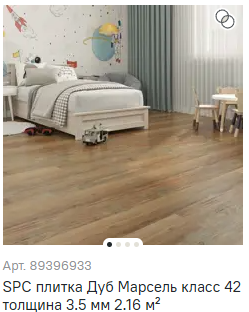 Арт. 89396933
SPC плитка Дуб Марсель класс 42
толщина 3.5 мм 2.16 м²